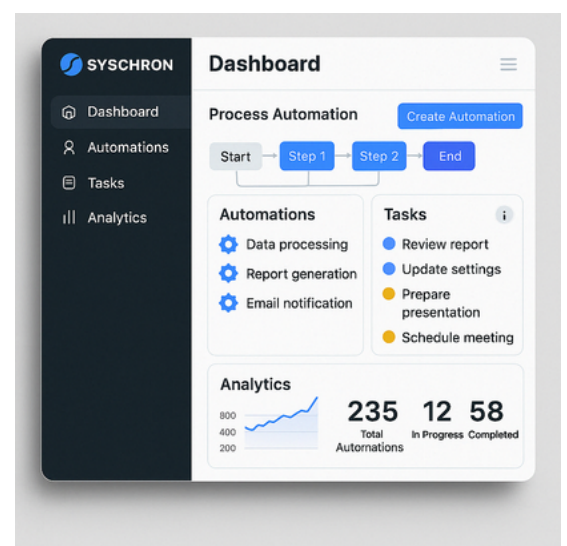 SYSCHRON
Dashboard
Automations
Tasks
Analytics
Dashboard
Process Automation
Create Automation
Start
Step 1
Step 2
End
Automations
Data processing
Report generation
Email notification
Tasks
i
Review report
Update settings
Prepare
presentation
Schedule meeting
Analytics
800
400
200
235
Total
Autornations
12
In Progress
58
Completed